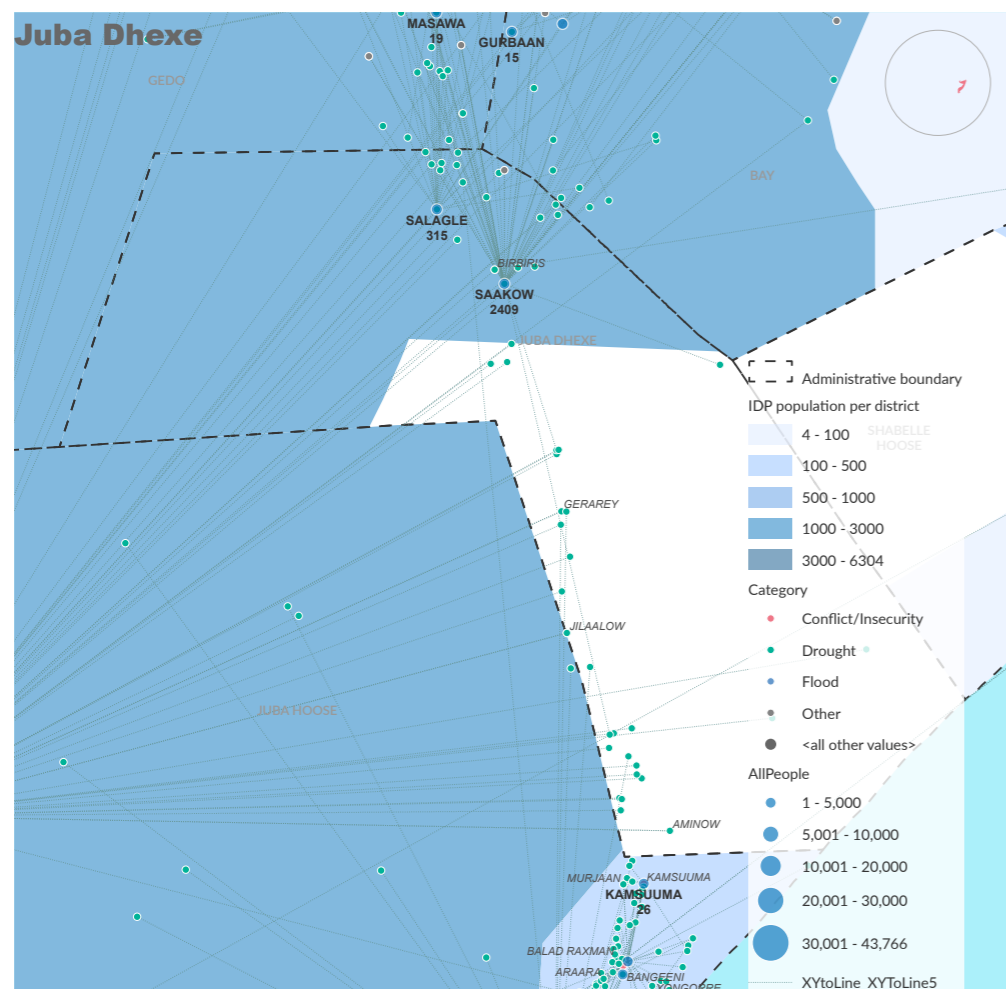 MASAWA
19
Juba Dhexe
GURBAAN
15
GEDO
BAY
SALAGLE
315
BIRBIRIS
SAAKOW
2409
JUBA DHEXE
Administrative boundary
IDP population per district
4 - 100
SHABELLE
HOOSE
100 - 500
500 - 1000
GERAREY
1000 - 3000
3000 - 6304
Category
Conflict/Insecurity
JILAALOW
Drought
Flood
JUBA HOOSE
Other
<all other values>
AllPeople
1 - 5,000
AMINOW
5,001 - 10,000
10,001 - 20,000
MURJAAN
KAMSUUMA
KAMSUUMA
26
20,001 - 30,000
30,001 - 43,766
BALAD RAXMAN
ARAARA
BANGEENI
XYtoLine_XYToLine5